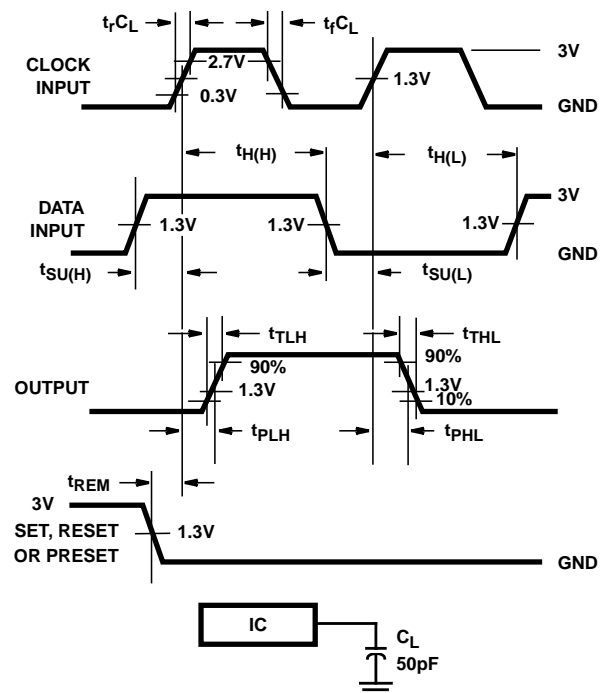 trCL
tfCL
CLOCK
INPUT
2.7V
0.3V
1.3V
3V
GND
tH(H)
tH(L)
DATA
INPUT
1.3V
1.3V
1.3V
3V
GND
tSU(H)
tSU(L)
tTLH
tTHL
OUTPUT
90%
1.3V
90%
1.3V
10%
tPLH
tPHL
tREM
3V
SET, RESET
OR PRESET
1.3V
GND
IC
CL
50pF